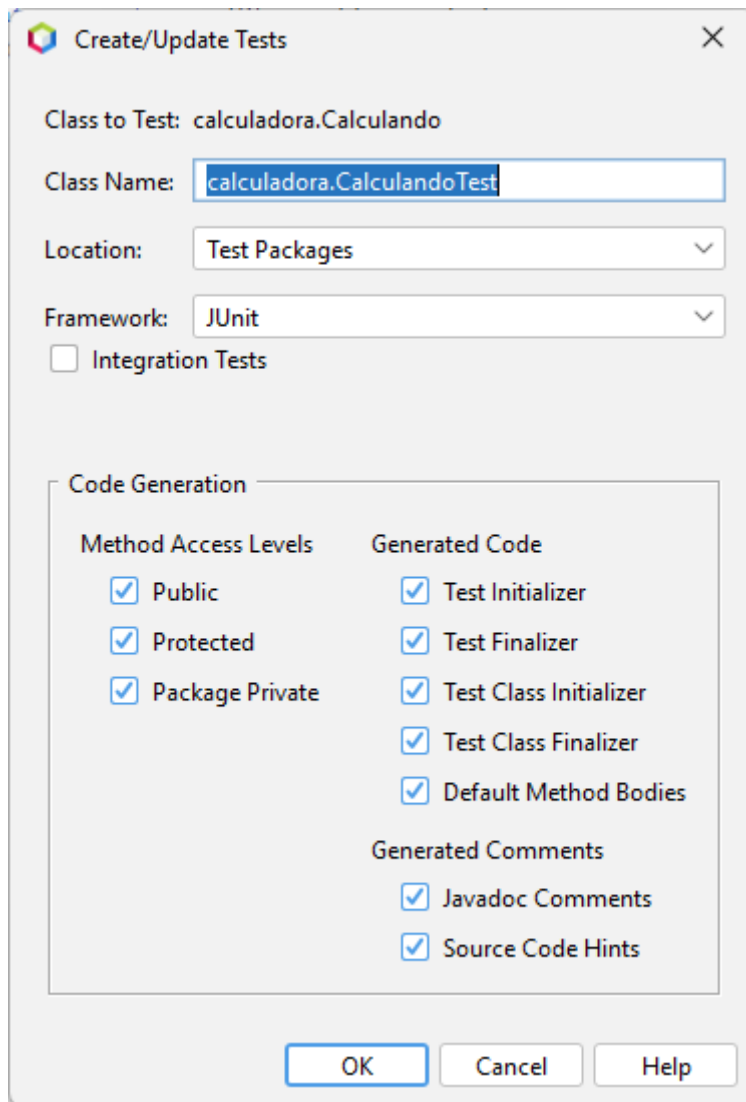 Create/Update Tests
Class to Test: calculadora.Calculando
Class Name: calculadora.CalculandoTest
Location: Test Packages
Framework: JUnit
Integration Tests
Code Generation
Method Access Levels
Public
Protected
Package Private
Generated Code
Test Initializer
Test Finalizer
Test Class Initializer
Test Class Finalizer
Default Method Bodies
Generated Comments
Javadoc Comments
Source Code Hints
OK Cancel Help